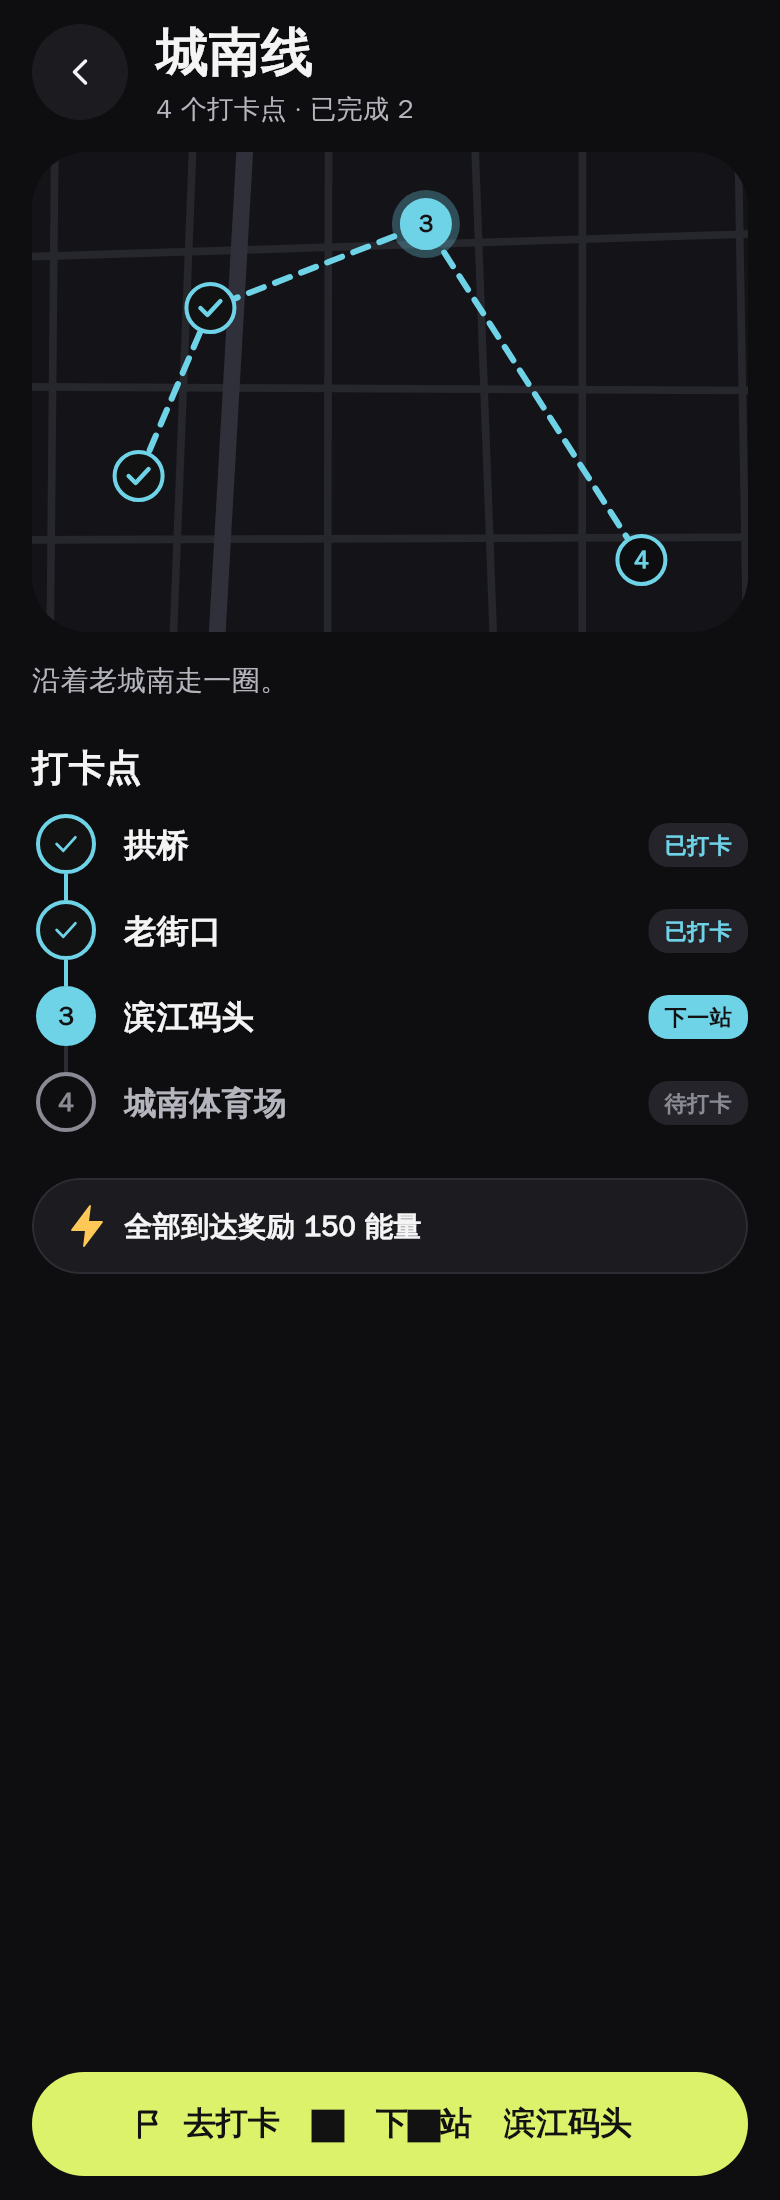 城南线
4 个打卡点 · 已完成 2
3
4
沿着老城南走一圈。
打卡点
拱桥 已打卡
老街口 已打卡
3 滨江码头 下一站
4 城南体育场 待打卡
全部到达奖励 150 能量
去打卡 下站 滨江码头